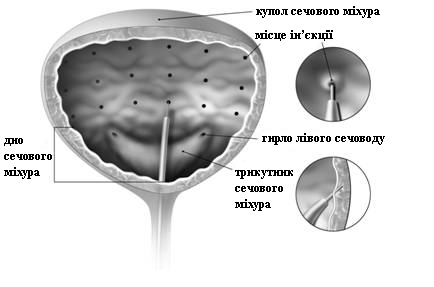 купол сечового міхура
місце ін’єкції
гирло лівого сечоводу
дно
сечового
міхура
трикутник
сечового
міхура